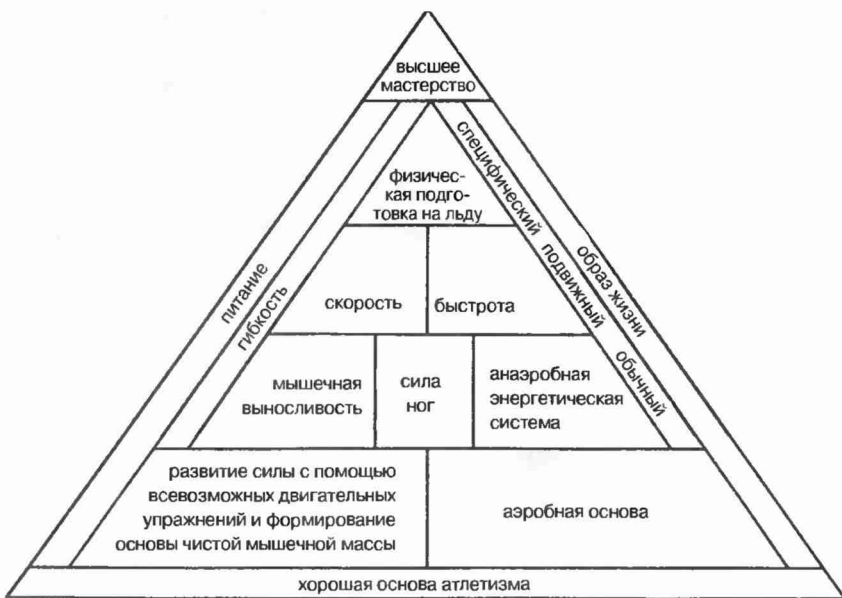 высшее
мастерство
физичес-
кая подго-
товка на льду
специфический подвижный обычный
образ жизни
питание
гибкость
скорость
быстрота
мышечная
выносливость
сила
ног
анаэробная
энергетическая
система
развитие силы с помощью
всевозможных двигательных
упражнений и формирование
основы чистой мышечной массы
аэробная основа
хорошая основа атлетизма